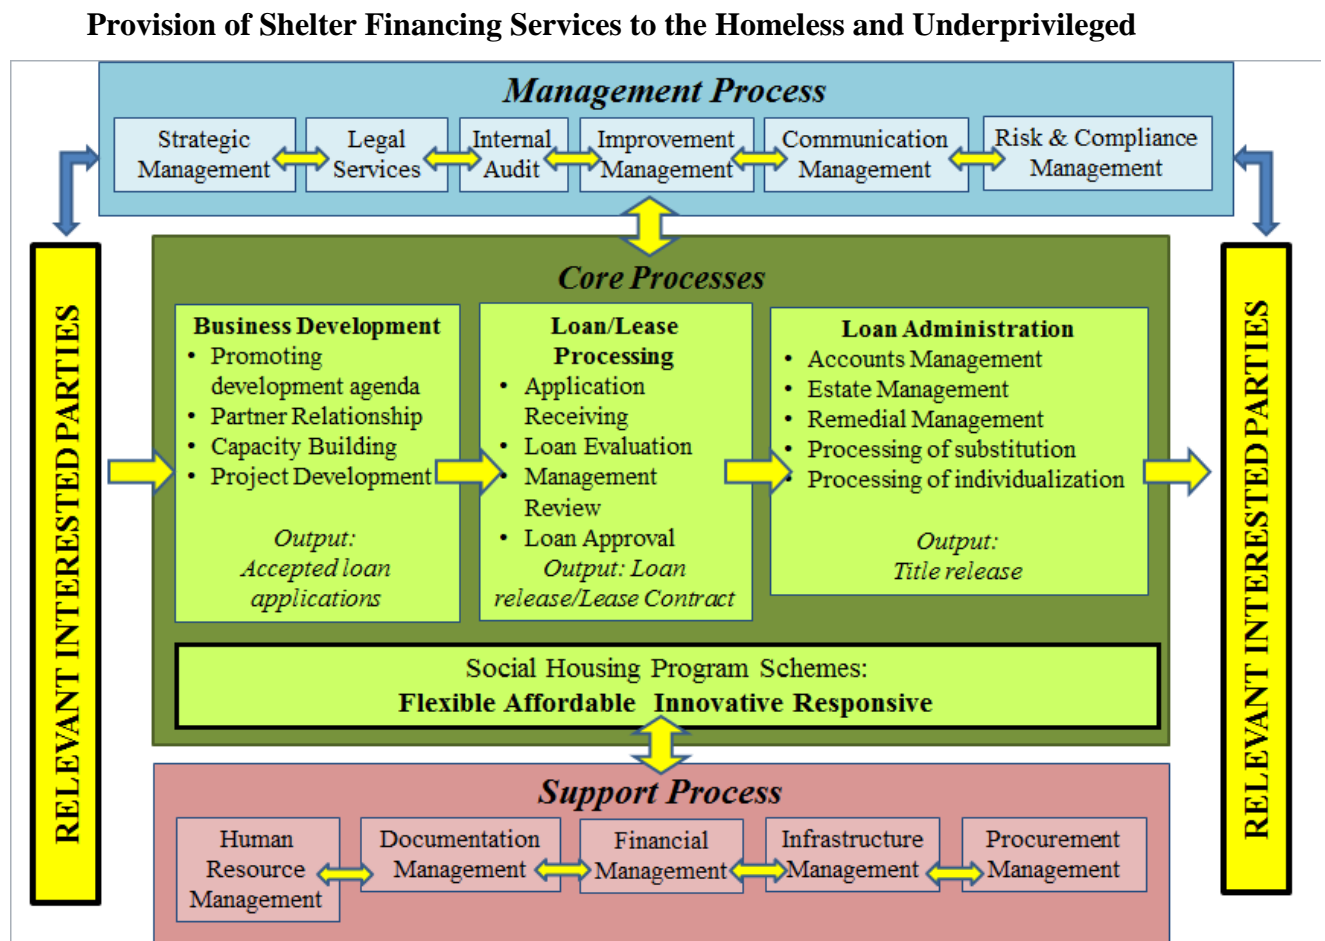 Provision of Shelter Financing Services to the Homeless and Underprivileged
Management Process
Strategic
Management
Legal
Services
Internal
Audit
Improvement
Management
Communication
Management
Risk & Compliance
Management
RELEVANT INTERESTED PARTIES
Core Processes
Business Development
• Promoting
development agenda
• Partner Relationship
• Capacity Building
• Project Development
Output:
Accepted loan
applications
Loan/Lease
Processing
• Application
Receiving
• Loan Evaluation
• Management
Review
• Loan Approval
Output: Loan
release/Lease Contract
Loan Administration
• Accounts Management
• Estate Management
• Remedial Management
• Processing of substitution
• Processing of individualization
Output:
Title release
Social Housing Program Schemes:
Flexible Affordable Innovative Responsive
RELEVANT INTERESTED PARTIES
Support Process
Human
Resource
Management
Documentation
Management
Financial
Management
Infrastructure
Management
Procurement
Management